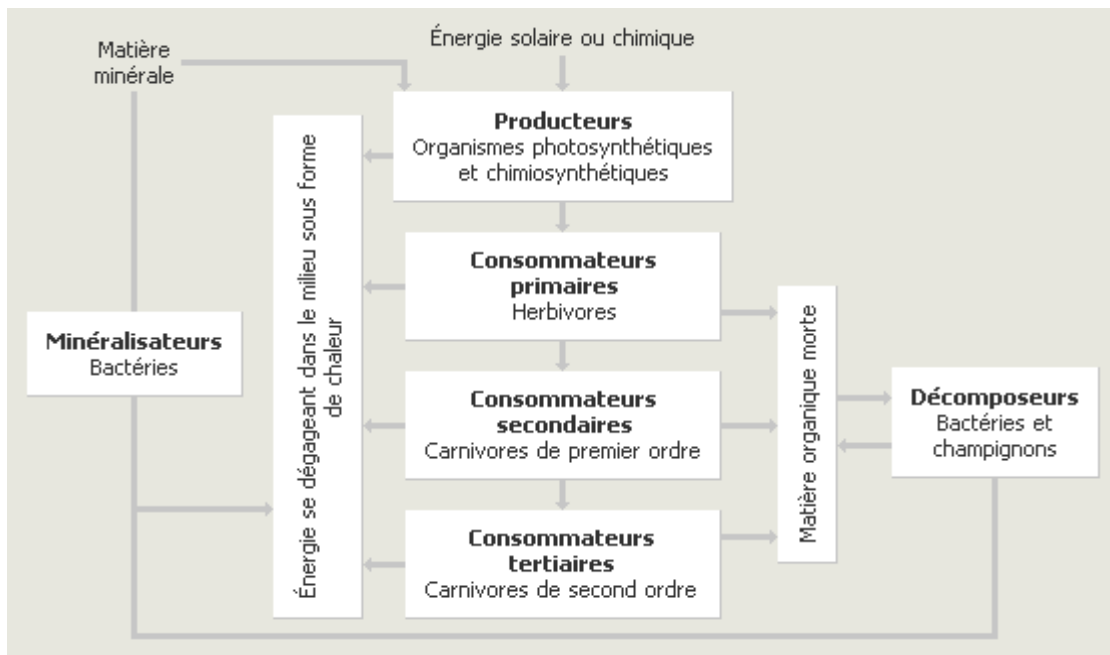 Énergie solaire ou chimique
Matière
minérale
Producteurs
Organismes photosynthétiques
et chimiosynthétiques
Énergie se dégageant dans le milieu sous forme
de chaleur
Consommateurs
primaires
Herbivores
Minéralisateurs
Bactéries
Consommateurs
secondaires
Carnivores de premier ordre
Matière organique morte
Décomposeurs
Bactéries et
champignons
Consommateurs
tertiaires
Carnivores de second ordre